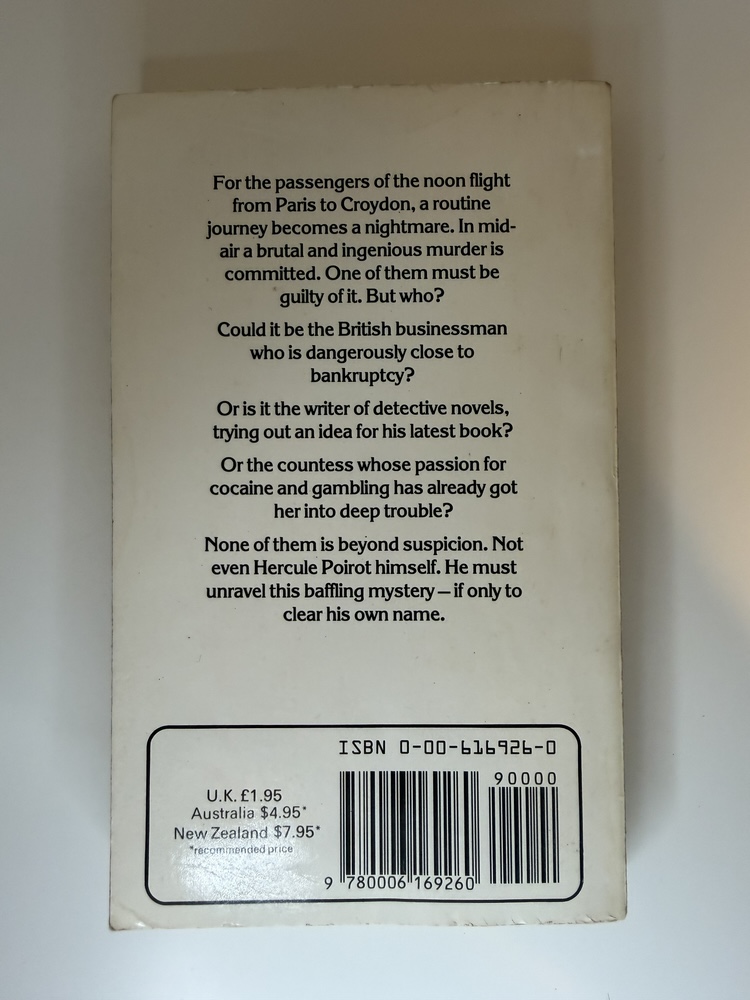 For the passengers of the noon flight
from Paris to Croydon, a routine
journey becomes a nightmare. In mid-
air a brutal and ingenious murder is
committed. One of them must be
guilty of it. But who?
Could it be the British businessman
who is dangerously close to
bankruptcy?
Or is it the writer of detective novels,
trying out an idea for his latest book?
Or the countess whose passion for
cocaine and gambling has already got
her into deep trouble?
None of them is beyond suspicion. Not
even Hercule Poirot himself. He must
unravel this baffling mystery – if only to
clear his own name.
ISBN 0-00-616926-0
90000
U.K. £1.95
Australia $4.95*
New Zealand $7.95*
*recommended price
9 780006 169260